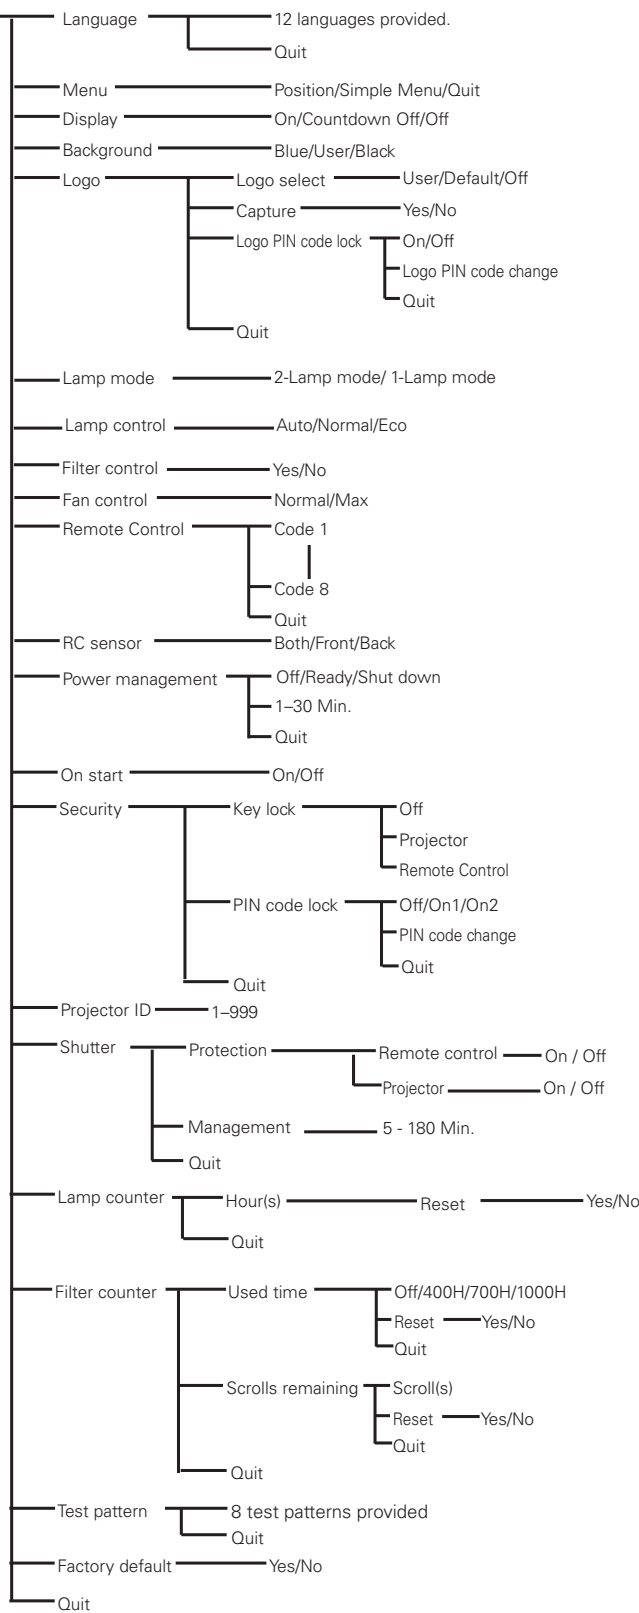 Language 12 languages provided.
Quit
Menu Position/Simple Menu/Quit
Display On/Countdown Off/Off
Background Blue/User/Black
Logo Logo select User/Default/Off
Capture Yes/No
Logo PIN code lock On/Off
Logo PIN code change
Quit
Quit
Lamp mode 2-Lamp mode/ 1-Lamp mode
Lamp control Auto/Normal/Eco
Filter control Yes/No
Fan control Normal/Max
Remote Control Code 1
Code 8
Quit
RC sensor Both/Front/Back
Power management Off/Ready/Shut down
1–30 Min.
Quit
On start On/Off
Security Key lock Off
Projector
Remote Control
PIN code lock Off/On1/On2
PIN code change
Quit
Quit
Projector ID 1–999
Shutter Protection Remote control On / Off
Projector On / Off
Management 5 - 180 Min.
Quit
Lamp counter Hour(s) Reset Yes/No
Quit
Filter counter Used time Off/400H/700H/1000H
Reset Yes/No
Quit
Scrolls remaining Scroll(s)
Reset Yes/No
Quit
Quit
Test pattern 8 test patterns provided
Quit
Factory default Yes/No
Quit